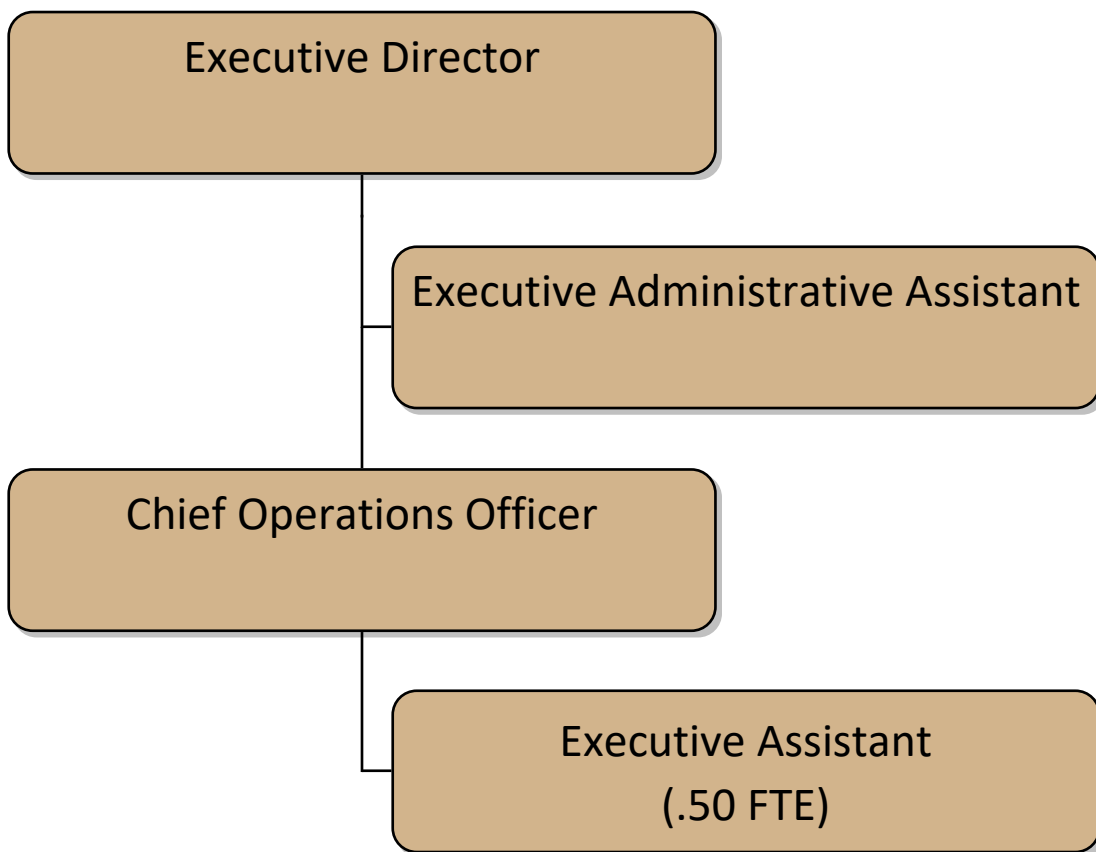 Executive Director
Executive Administrative Assistant
Chief Operations Officer
Executive Assistant
(.50 FTE)